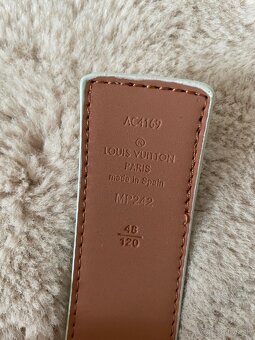 AC4169
LOUIS VUITTON
PARIS
made in Spain
MP242
48
120